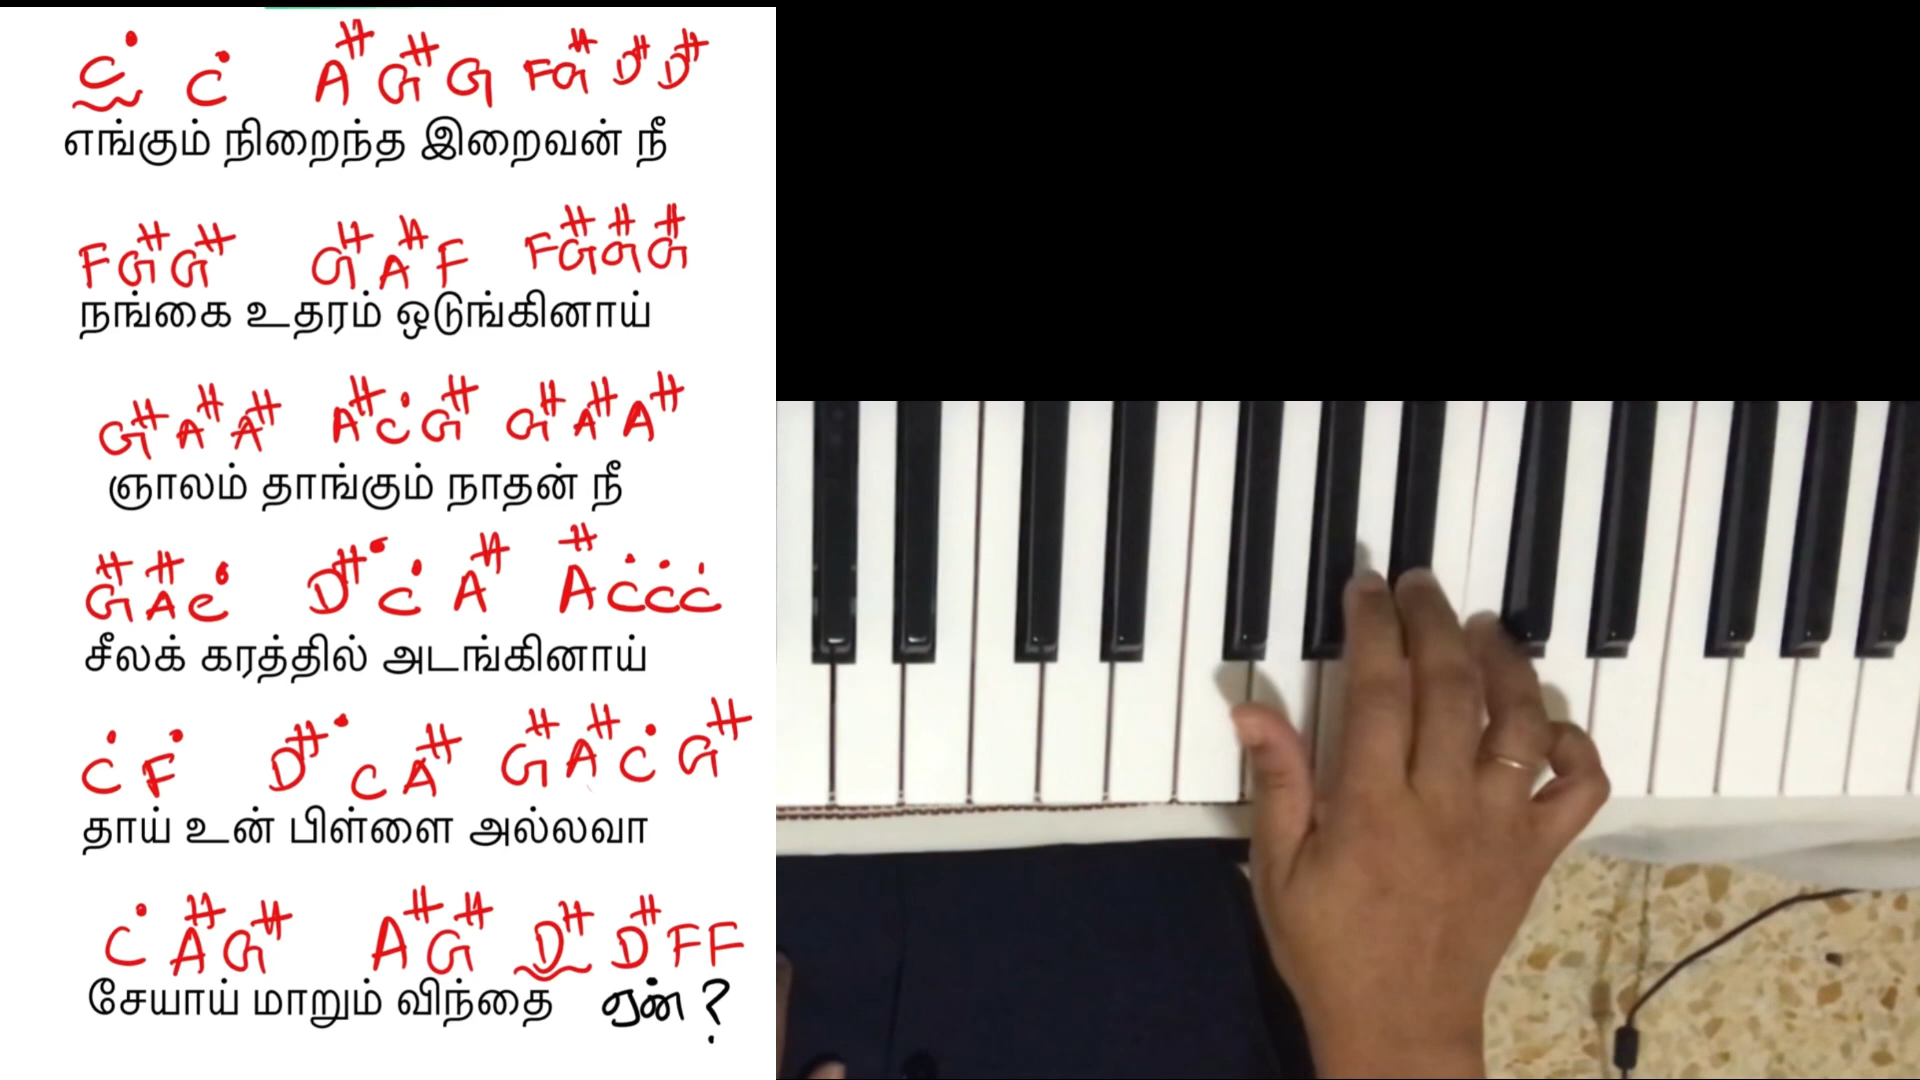 Ċ Ċ A# G# G F G# D# D#
எங்கும் நிறைந்த இறைவன் நீ
F G# G# G# A# F F G# G# G#
நங்கை உதரம் ஒடுங்கினாய்
G# A# A# A# Ċ G# G# A# A#
ஞாலம் தாங்கும் நாதன் நீ
G# A# Ċ Ḋ# Ċ A# A# Ċ Ċ Ċ
சீலக் கரத்தில் அடங்கினாய்
Ċ Ḟ Ḋ# C A# G# A# Ċ G#
தாய் உன் பிள்ளை அல்லவா
Ċ A# G# A# G# D# D# F F
சேயாய் மாறும் விந்தை ஏன் ?